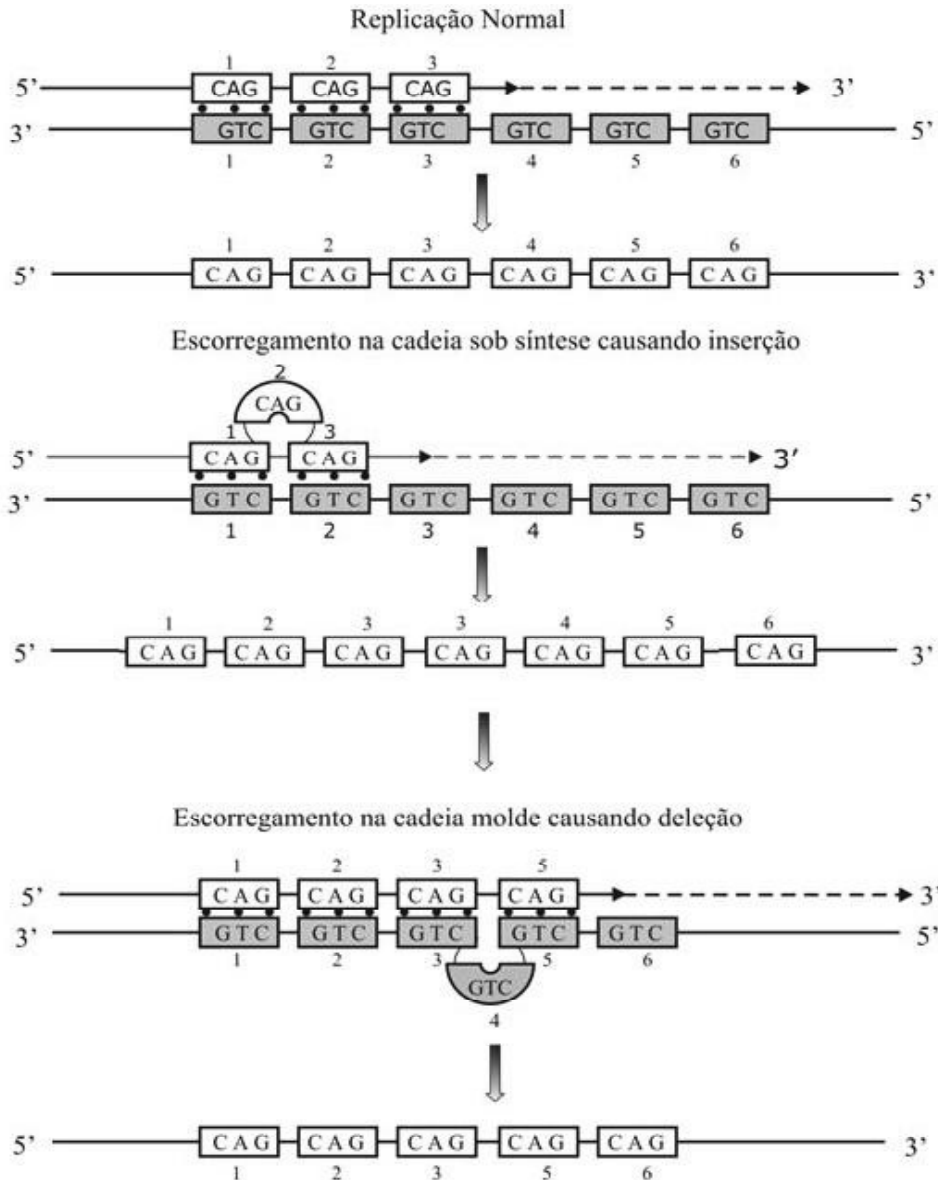 Replicação Normal
1 2 3
5' CAG CAG CAG 3'
3' GTC GTC GTC GTC GTC GTC 5'
1 2 3 4 5 6
1 2 3 4 5 6
5' CAG CAG CAG CAG CAG CAG 3'
Escorregamento na cadeia sob síntese causando inserção
2
CAG
1 3
5' CAG CAG 3'
3' GTC GTC GTC GTC GTC GTC 5'
1 2 3 4 5 6
1 2 3 3 4 5 6
5' CAG CAG CAG CAG CAG CAG CAG 3'
Escorregamento na cadeia molde causando deleção
1 2 3 5
5' CAG CAG CAG CAG 3'
3' GTC GTC GTC GTC GTC 5'
1 2 3 5 6
GTC
4
5' CAG CAG CAG CAG CAG 3'
1 2 3 5 6